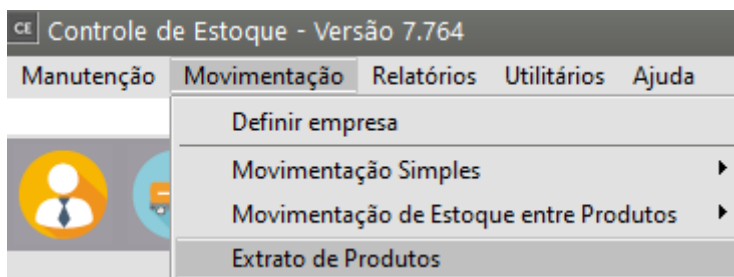 CE Controle de Estoque - Versão 7.764
Manutenção Movimentação Relatórios Utilitários Ajuda
Definir empresa
Movimentação Simples
Movimentação de Estoque entre Produtos
Extrato de Produtos